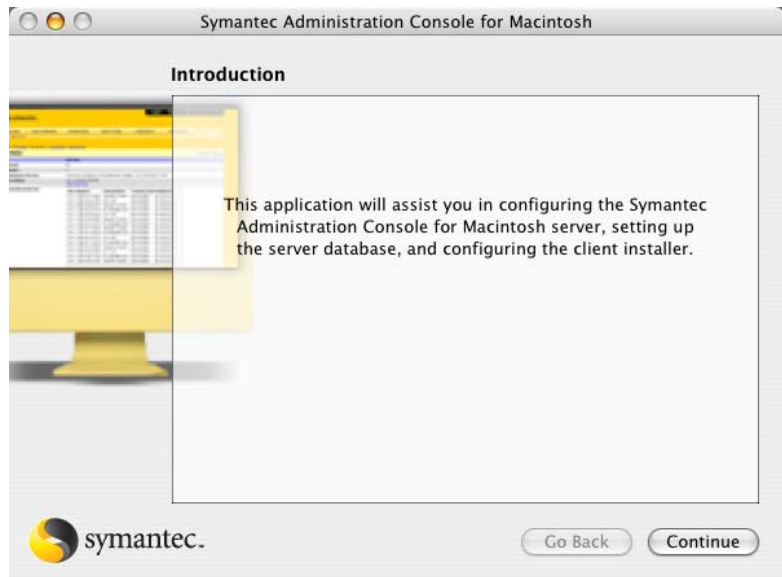 Symantec Administration Console for Macintosh
Introduction
This application will assist you in configuring the Symantec
Administration Console for Macintosh server, setting up
the server database, and configuring the client installer.
symantec.
Go Back
Continue